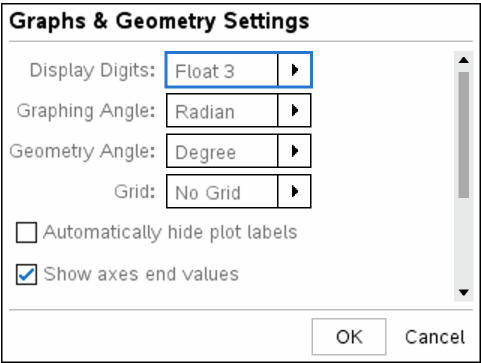 Graphs & Geometry Settings
Display Digits: Float 3
Graphing Angle: Radian
Geometry Angle: Degree
Grid: No Grid
Automatically hide plot labels
Show axes end values
OK Cancel